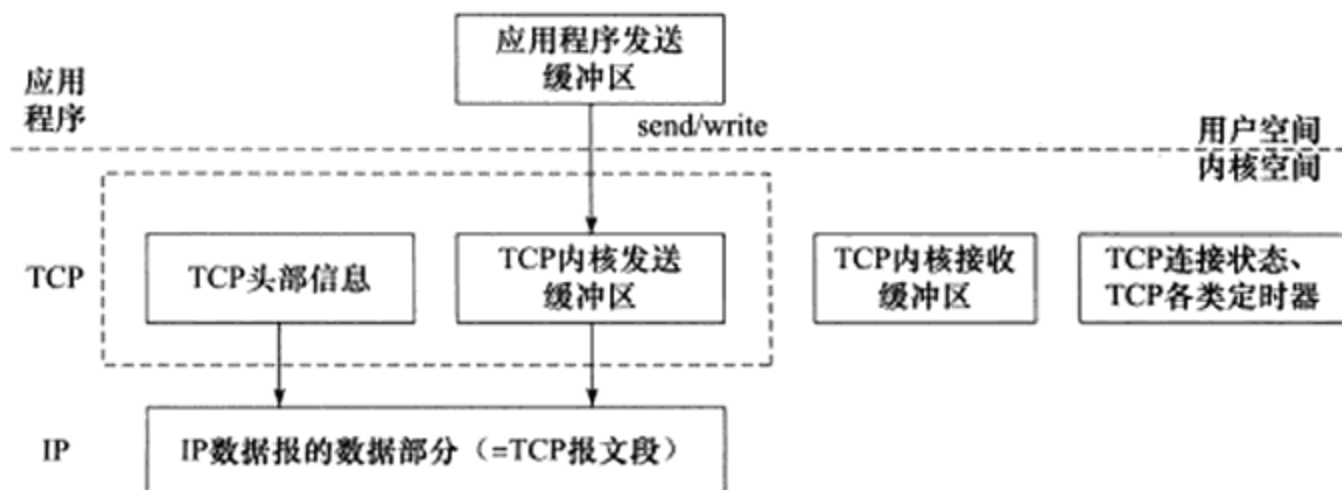 应用程序发送
缓冲区
应用
程序
send/write
用户空间
内核空间
TCP
TCP头部信息
TCP内核发送
缓冲区
TCP内核接收
缓冲区
TCP连接状态、
TCP各类定时器
IP
IP数据报的数据部分（=TCP报文段）